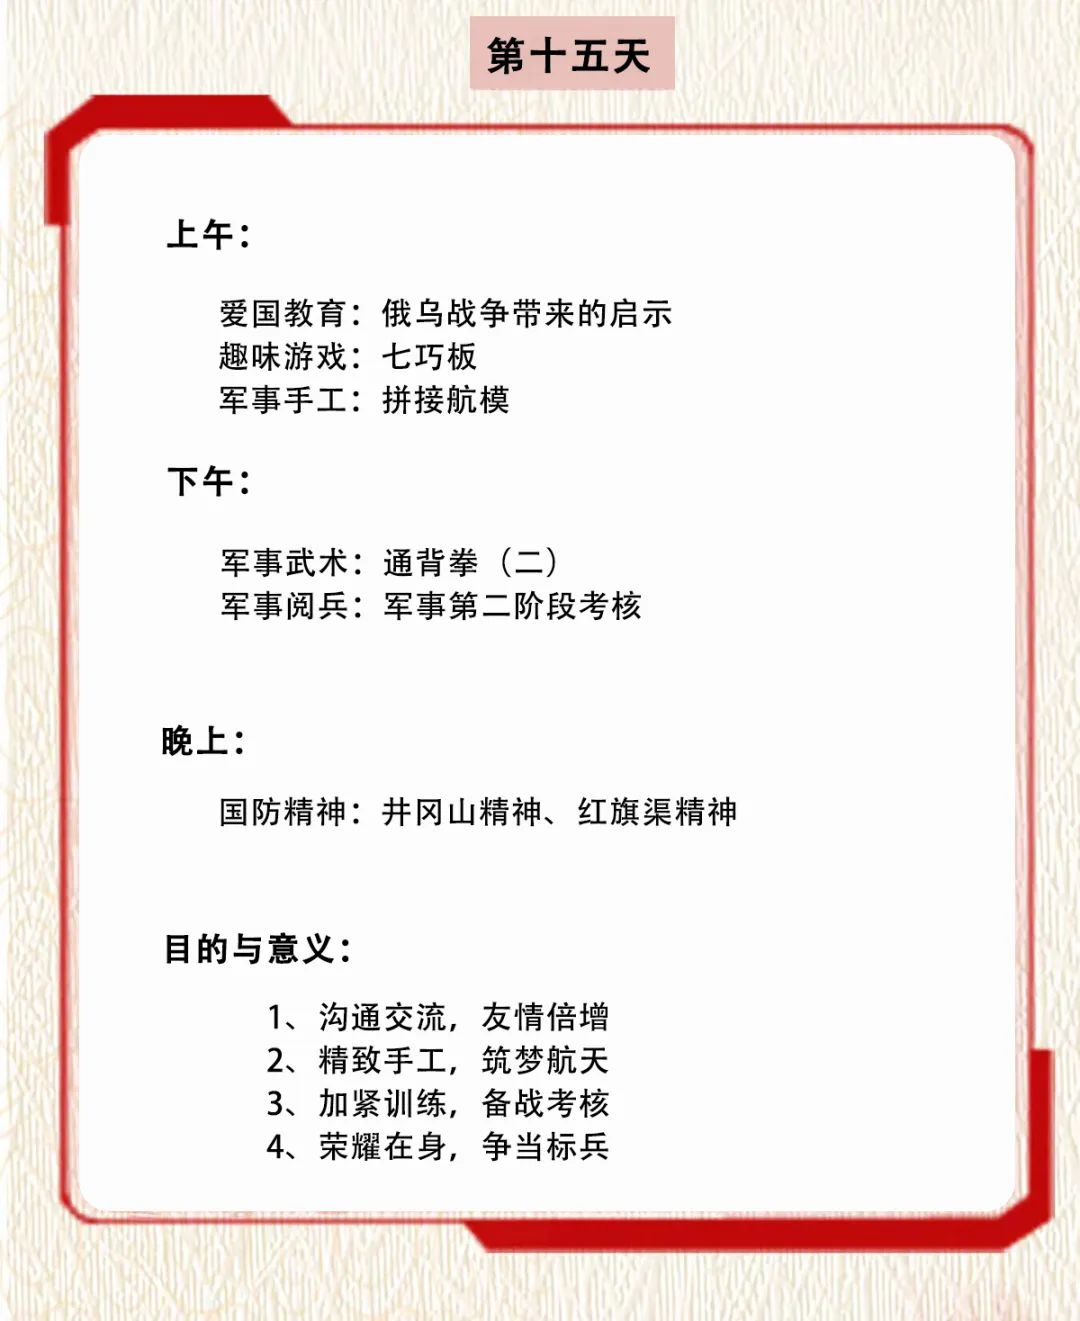 第十五天
上午：
爱国教育：俄乌战争带来的启示
趣味游戏：七巧板
军事手工：拼接航模
下午：
军事武术：通背拳（二）
军事阅兵：军事第二阶段考核
晚上：
国防精神：井冈山精神、红旗渠精神
目的与意义：
1、沟通交流，友情倍增
2、精致手工，筑梦航天
3、加紧训练，备战考核
4、荣耀在身，争当标兵